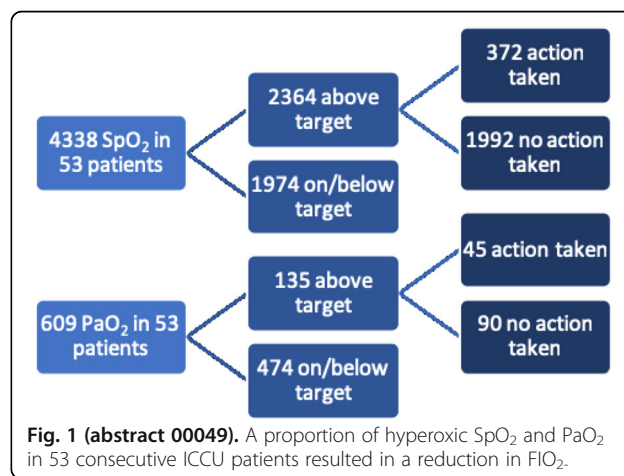 4338 SpO₂ in
53 patients
2364 above
target
1974 on/below
target
372 action
taken
1992 no action
taken
609 PaO₂ in 53
patients
135 above
target
474 on/below
target
45 action taken
90 no action
taken
Fig. 1 (abstract 00049). A proportion of hyperoxic SpO₂ and PaO₂
in 53 consecutive ICCU patients resulted in a reduction in FIO₂.